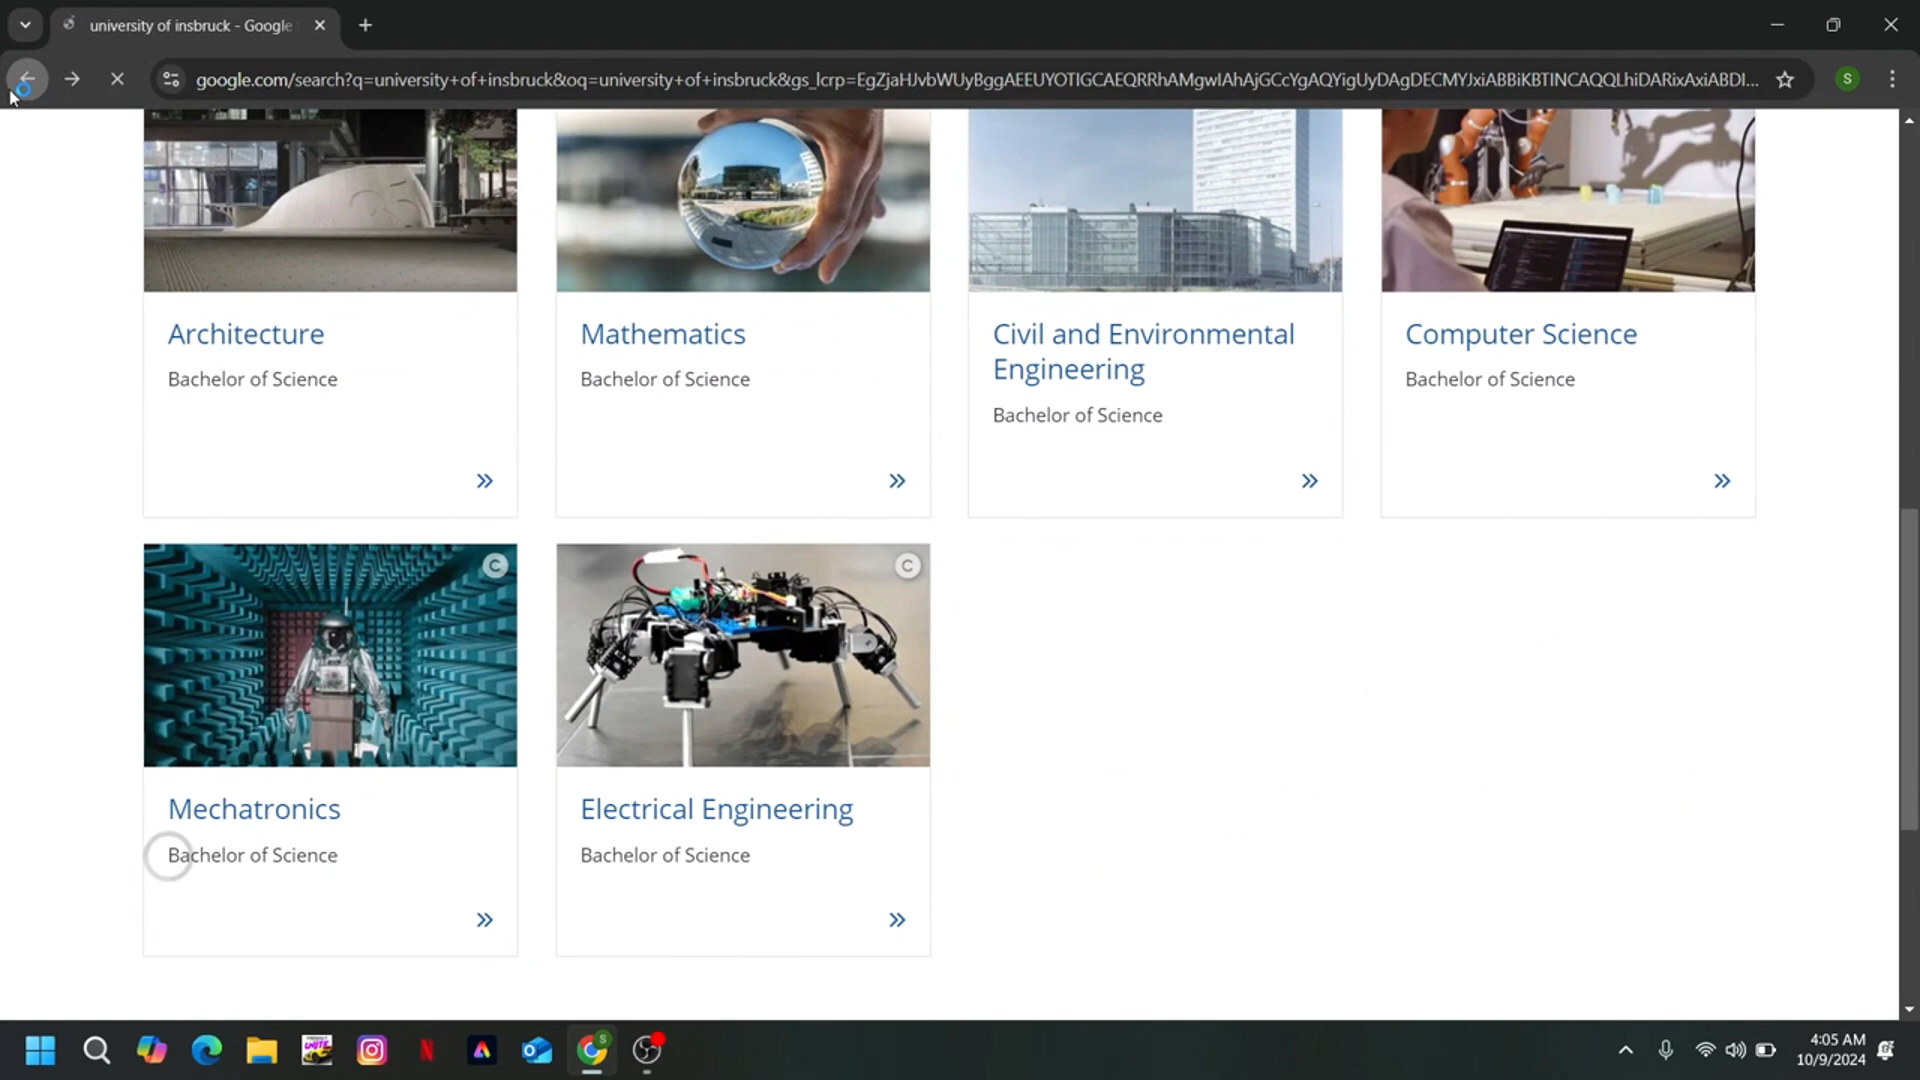 university of insbruck - Google
google.com/search?q=university+of+insbruck&oq=university+of+insbruck&gs_lcrp=EgZjaHJvbWUyBggAEEUYOTIGCAEQRRhAMgwIAhAjGCcYgAQYigUyDAgDECMYJxiABBiKBTINCAQQLhiDARixAxiABDI...
S
Architecture
Bachelor of Science
Mathematics
Bachelor of Science
Civil and Environmental
Engineering
Bachelor of Science
Computer Science
Bachelor of Science
C
C
Mechatronics
Bachelor of Science
Electrical Engineering
Bachelor of Science
UNITE
N
S
4:05 AM
10/9/2024